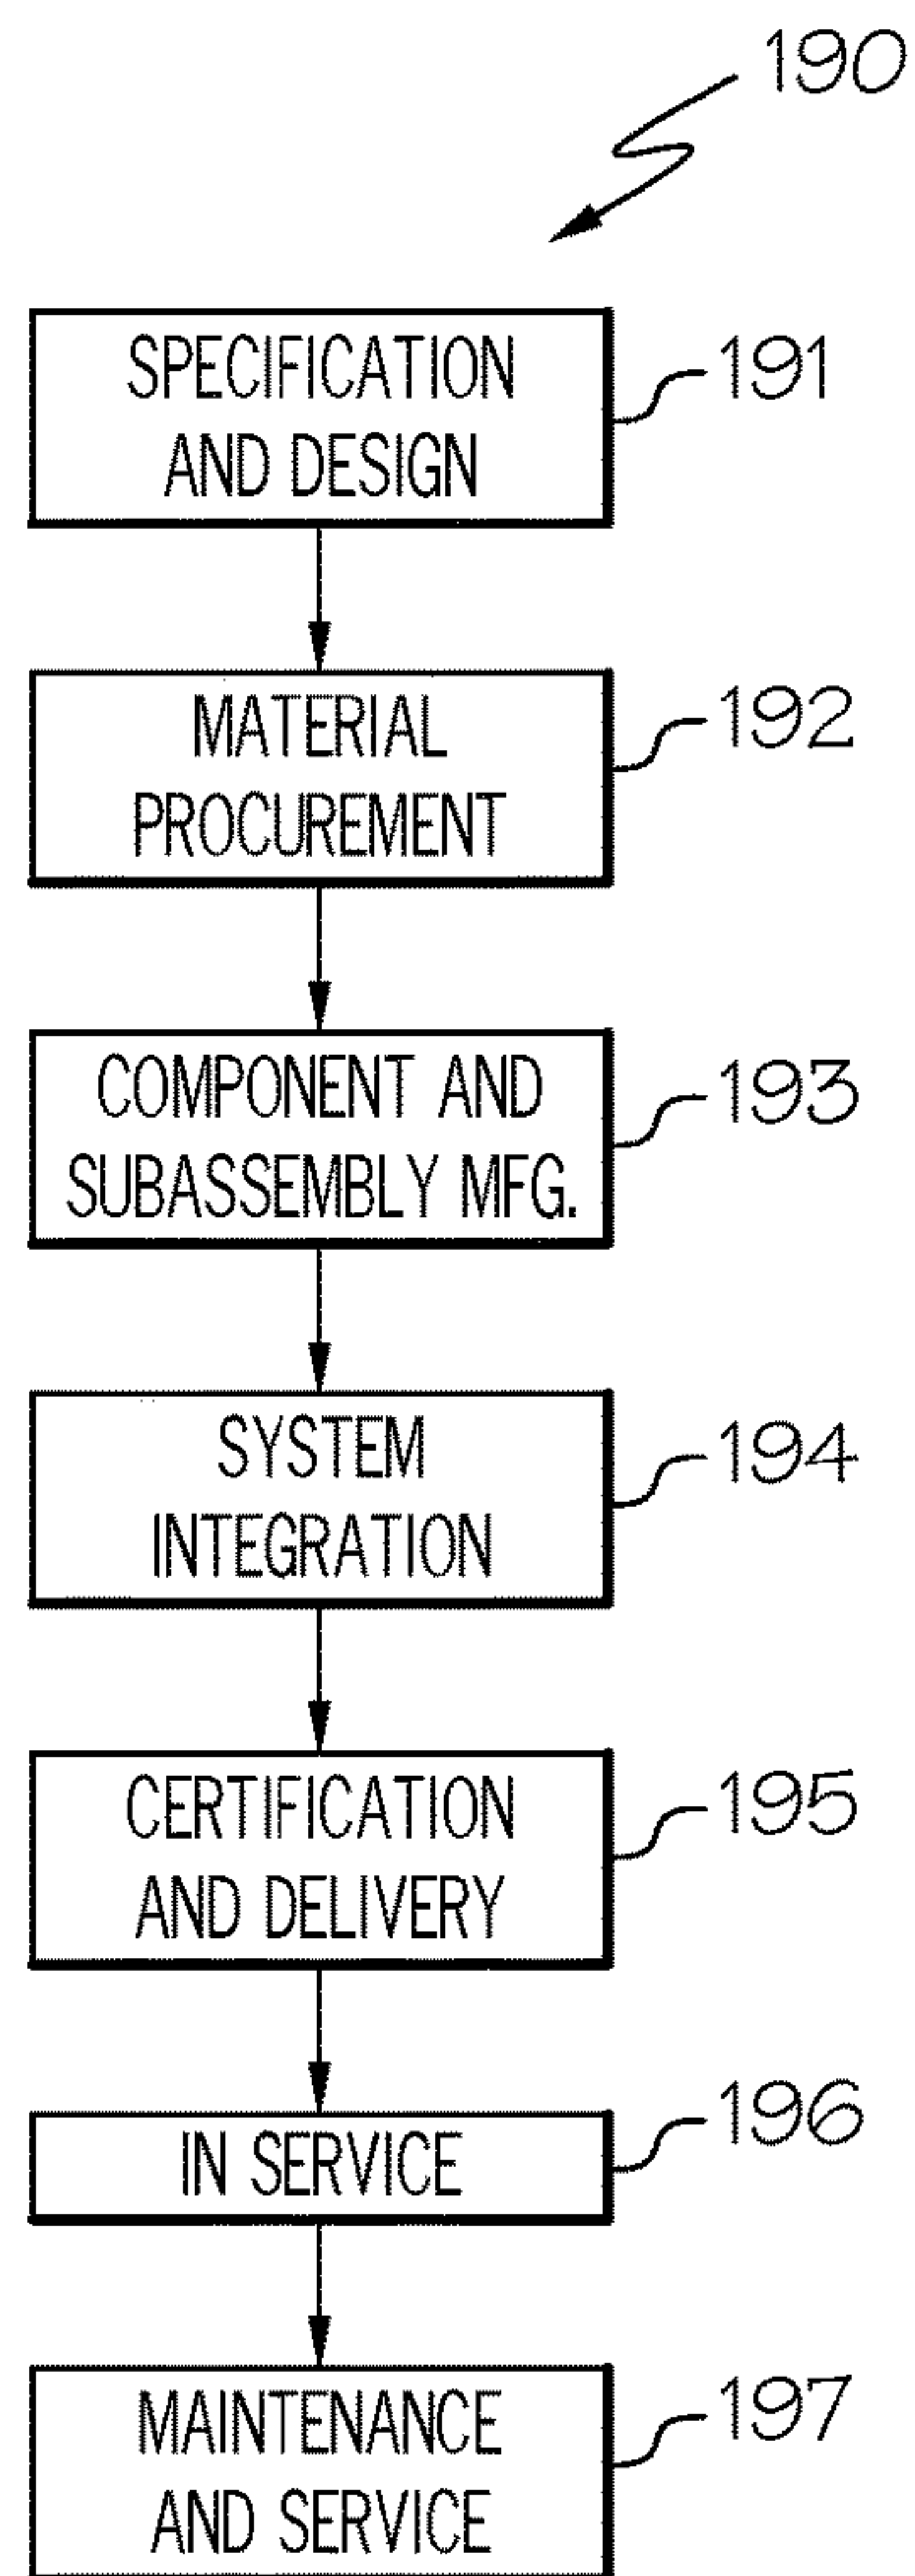 190
SPECIFICATION
AND DESIGN
191
MATERIAL
PROCUREMENT
192
COMPONENT AND
SUBASSEMBLY MFG.
193
SYSTEM
INTEGRATION
194
CERTIFICATION
AND DELIVERY
195
IN SERVICE
196
MAINTENANCE
AND SERVICE
197